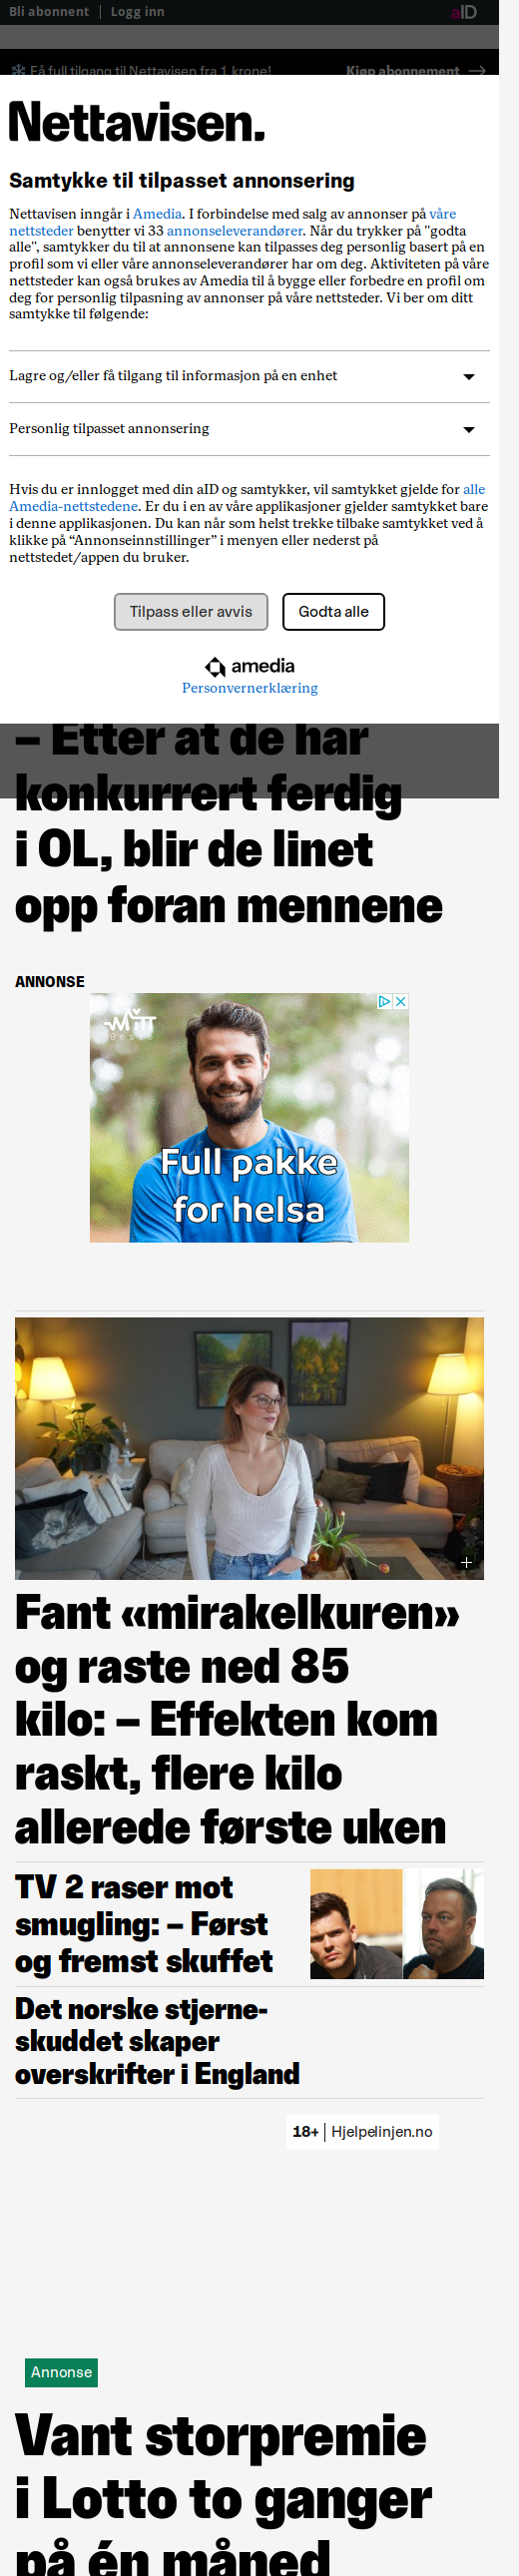 Bli abonnent | Logg inn
aID
Få full tilgang til Nettavisen fra 1 krone!
Kjøp abonnement
Nettavisen.
Samtykke til tilpasset annonsering
Nettavisen inngår i Amedia. I forbindelse med salg av annonser på våre
nettsteder benytter vi 33 annonseleverandører. Når du trykker på "godta
alle", samtykker du til at annonsene kan tilpasses deg personlig basert på en
profil som vi eller våre annonseleverandører har om deg. Aktiviteten på våre
nettsteder kan også brukes av Amedia til å bygge eller forbedre en profil om
deg for personlig tilpasning av annonser på våre nettsteder. Vi ber om ditt
samtykke til følgende:
Lagre og/eller få tilgang til informasjon på en enhet
Personlig tilpasset annonsering
Hvis du er innlogget med din aID og samtykker, vil samtykket gjelde for alle
Amedia-nettstedene. Er du i en av våre applikasjoner gjelder samtykket bare
i denne applikasjonen. Du kan når som helst trekke tilbake samtykket ved å
klikke på “Annonseinnstillinger” i menyen eller nederst på
nettstedet/appen du bruker.
Tilpass eller avvis
Godta alle
amedia
Personvernerklæring
– Etter at de har
konkurrert ferdig
i OL, blir de linet
opp foran mennene
ANNONSE
Mitt
Beste
Full pakke
for helsa
Fant «mirakelkuren»
og raste ned 85
kilo: – Effekten kom
raskt, flere kilo
allerede første uken
TV 2 raser mot
smugling: – Først
og fremst skuffet
Det norske stjerne-
skuddet skaper
overskrifter i England
18+ | Hjelpelinjen.no
Annonse
Vant storpremie
i Lotto to ganger
på én måned